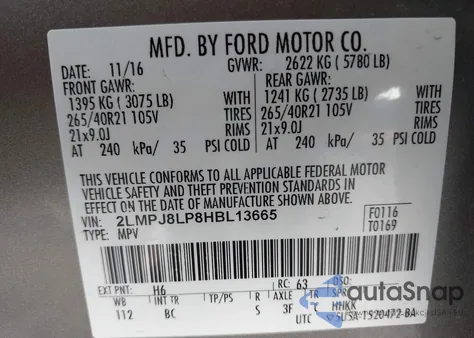 MFD. BY FORD MOTOR CO.
DATE: 11/16 GVWR: 2622 KG ( 5780 LB)
FRONT GAWR: REAR GAWR:
1395 KG ( 3075 LB) WITH 1241 KG ( 2735 LB) WITH
265/40R21 105V TIRES 265/40R21 105V TIRES
21x9.0J RIMS 21x9.0J RIMS
AT 240 kPa/ 35 PSI COLD AT 240 kPa/ 35 PSI COLD
THIS VEHICLE CONFORMS TO ALL APPLICABLE FEDERAL MOTOR
VEHICLE SAFETY AND THEFT PREVENTION STANDARDS IN
EFFECT ON THE DATE OF MANUFACTURE SHOWN ABOVE.
VIN: 2LMPJ8LP8HBL13665 F0116
TYPE: MPV T0169
EXT PNT: H6 RC: 63 DSO:
WB INT TR TP/PS R AXLE TR SPR
112 BC S 3F C HHKK
UTC
autoSnap